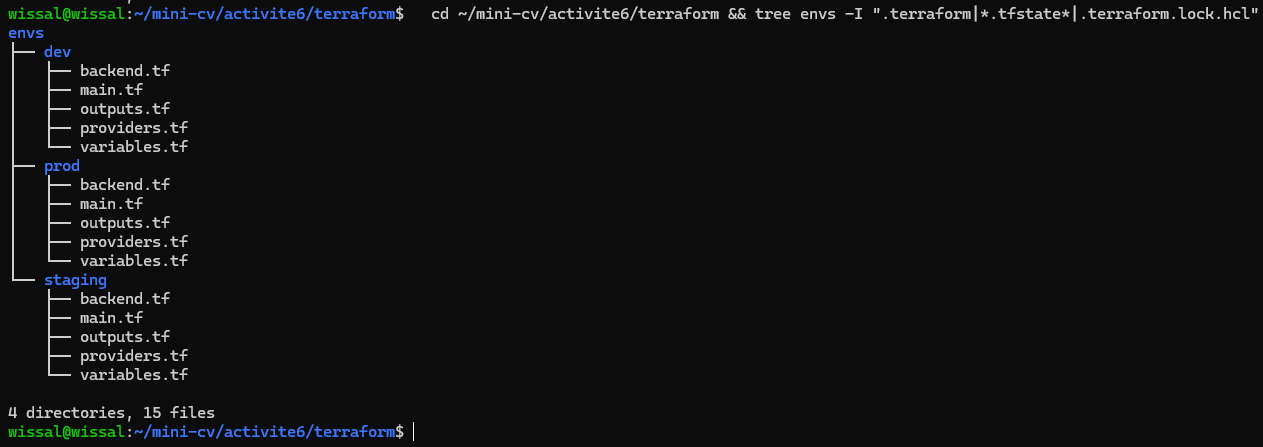 wissal@wissal:~/mini-cv/activite6/terraform$   cd ~/mini-cv/activite6/terraform && tree envs -I ".terraform|*.tfstate*|.terraform.lock.hcl"
envs
├── dev
│   ├── backend.tf
│   ├── main.tf
│   ├── outputs.tf
│   ├── providers.tf
│   └── variables.tf
├── prod
│   ├── backend.tf
│   ├── main.tf
│   ├── outputs.tf
│   ├── providers.tf
│   └── variables.tf
└── staging
    ├── backend.tf
    ├── main.tf
    ├── outputs.tf
    ├── providers.tf
    └── variables.tf

4 directories, 15 files
wissal@wissal:~/mini-cv/activite6/terraform$